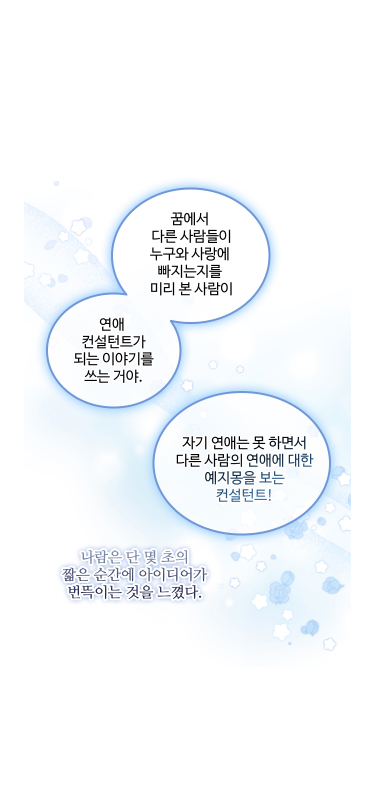 꿈에서
다른 사람들이
누구와 사랑에
빠지는지를
미리 본 사람이
연애
컨설턴트가
되는 이야기를
쓰는 거야.
자기 연애는 못 하면서
다른 사람의 연애에 대한
예지몽을 보는
컨설턴트!
나람은 단 몇 초의
짧은 순간에 아이디어가
번뜩이는 것을 느꼈다.